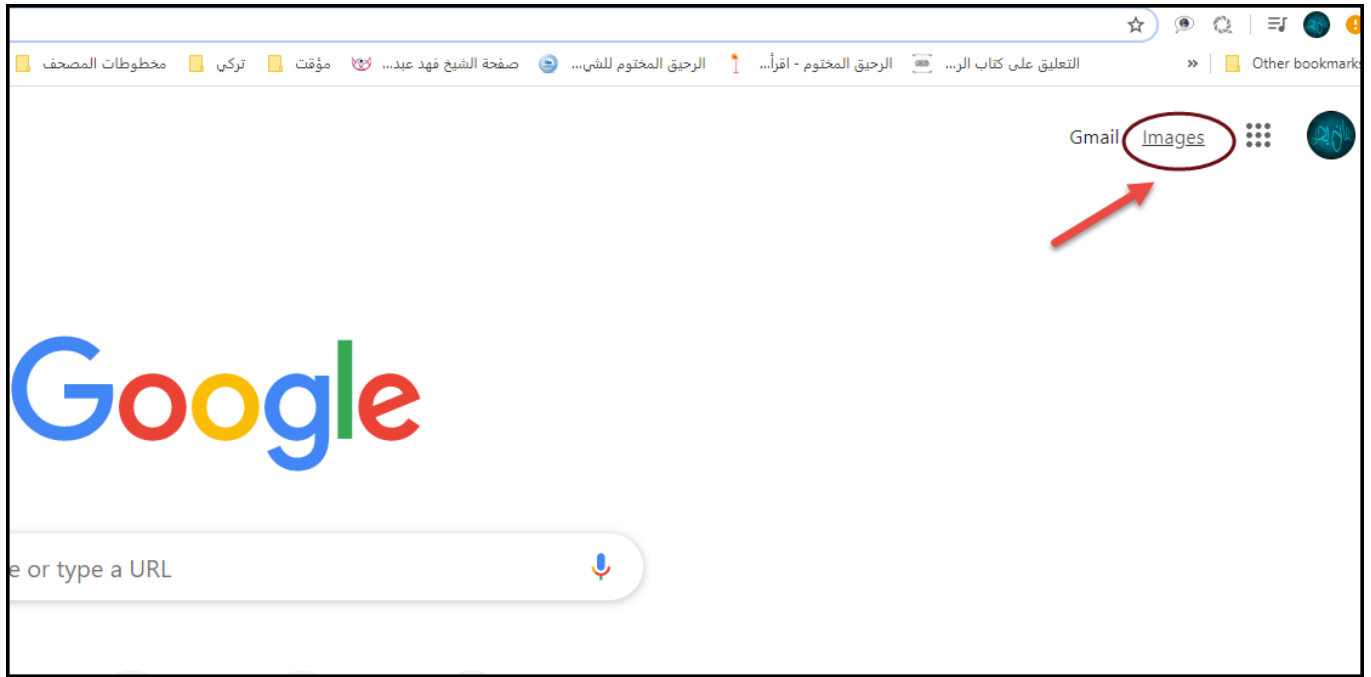 مخطوطات المصحف تركي مؤقت صفحة الشيخ فهد عبد... الرحيق المختوم للشي... الرحيق المختوم - اقرأ... التعليق على كتاب الر... » Other bookmarks
Gmail Images
Google
e or type a URL